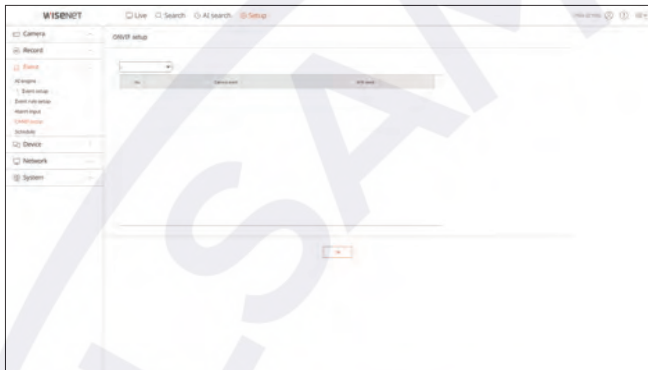 WISENET
Live Search AI search Setup
Camera
Record
Event
AI engine
Event setup
Event rule setup
Alarm input
ONVIF setup
Schedule
Device
Network
System
ONVIF setup
No. Camera event NVR event